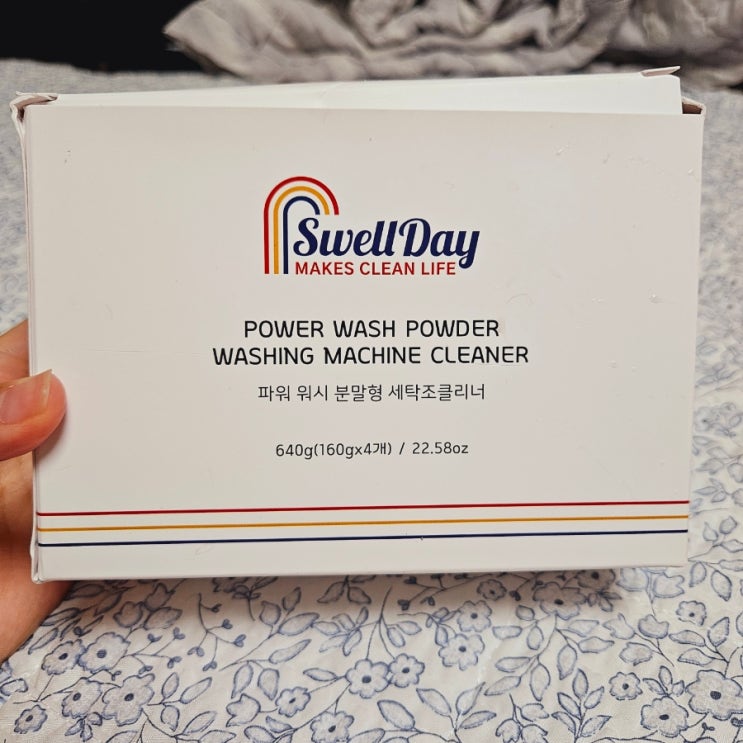 SwellDay
MAKES CLEAN LIFE
POWER WASH POWDER
WASHING MACHINE CLEANER
파워 워시 분말형 세탁조클리너
640g(160gx4개) / 22.58oz